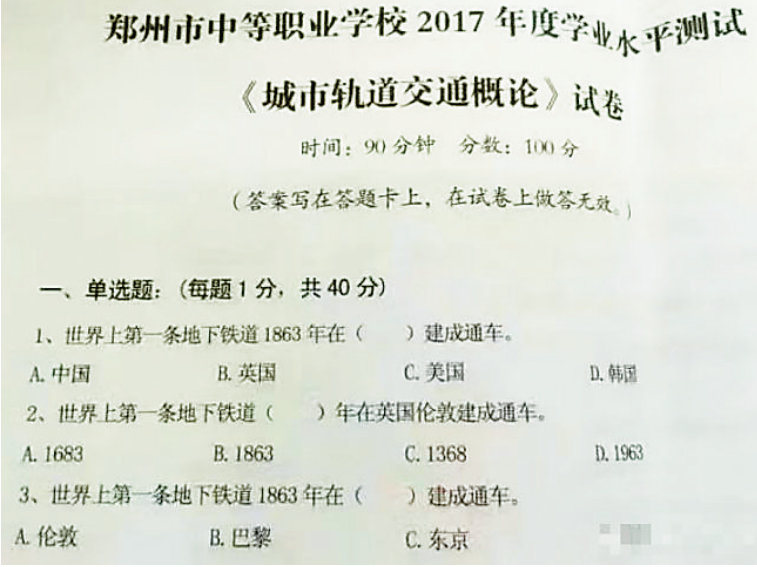 郑州市中等职业学校2017年度学业水平测试
《城市轨道交通概论》试卷
时间：90分钟 分数：100分
（答案写在答题卡上，在试卷上做答无效。）
一、单选题：（每题1分，共40分）
1、世界上第一条地下铁道1863年在（ ）建成通车。
A.中国 B.英国 C.美国 D.韩国
2、世界上第一条地下铁道（ ）年在英国伦敦建成通车。
A.1683 B.1863 C.1368 D.1963
3、世界上第一条地下铁道1863年在（ ）建成通车。
A.伦敦 B.巴黎 C.东京